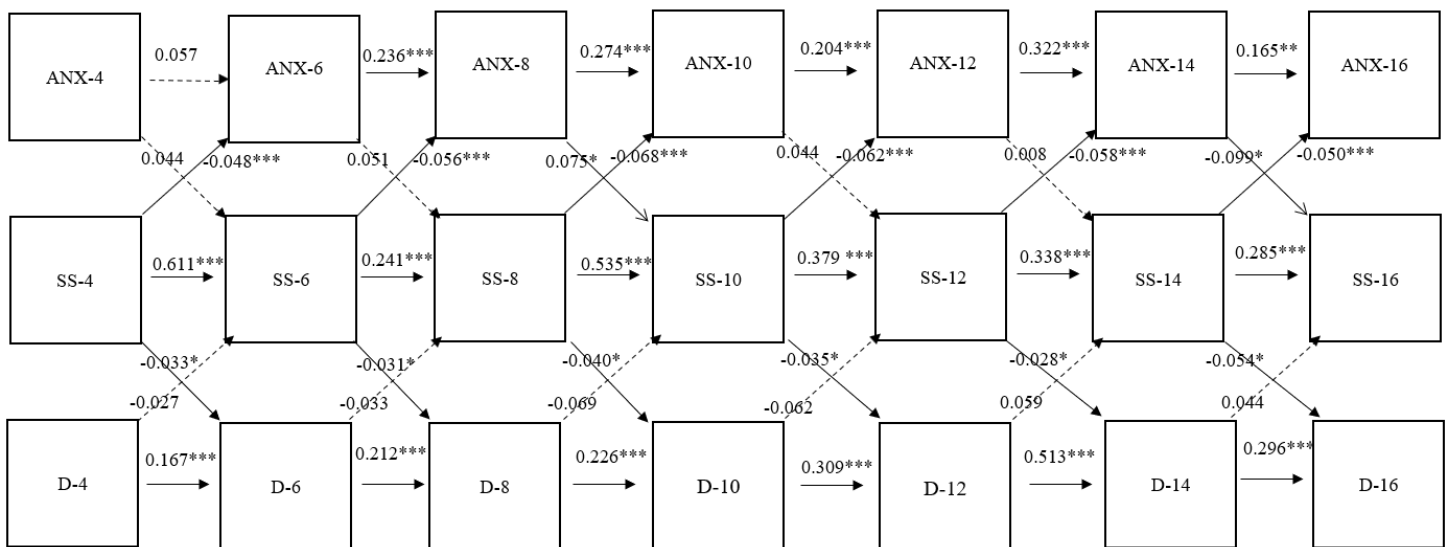 ANX-4
0.057
ANX-6
0.236***
ANX-8
0.274***
ANX-10
0.204***
ANX-12
0.322***
ANX-14
0.165**
ANX-16
0.044
-0.048***
0.051
-0.056***
0.075*
-0.068***
0.044
-0.062***
0.008
-0.058***
-0.099*
-0.050***
SS-4
0.611***
SS-6
0.241***
SS-8
0.535***
SS-10
0.379 ***
SS-12
0.338***
SS-14
0.285***
SS-16
-0.033*
-0.031*
-0.040*
-0.035*
-0.028*
-0.054*
-0.027
-0.033
-0.069
-0.062
0.059
0.044
D-4
0.167***
D-6
0.212***
D-8
0.226***
D-10
0.309***
D-12
0.513***
D-14
0.296***
D-16